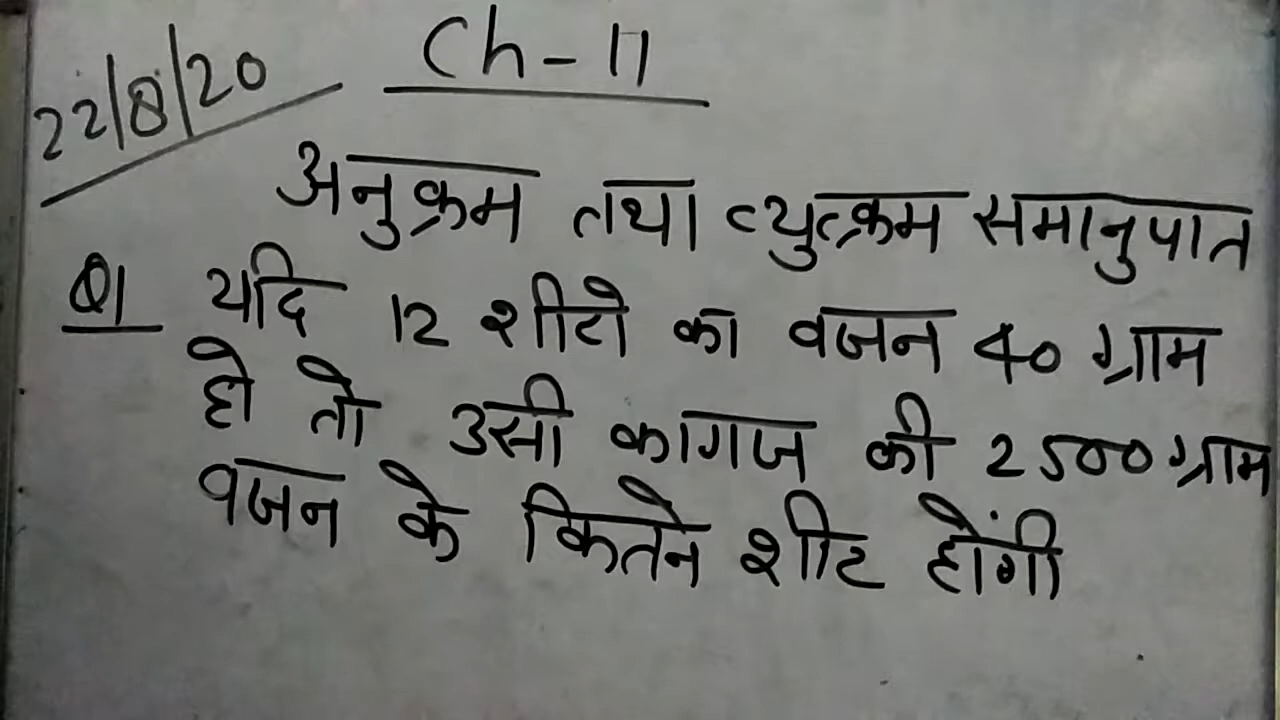 22/8/20
Ch-11
अनुक्रम तथा व्युत्क्रम समानुपात
Q1 यदि 12 शीटो का वजन 40 ग्राम
हो तो उसी कागज की 2500 ग्राम
वजन के कितने शीट होंगी